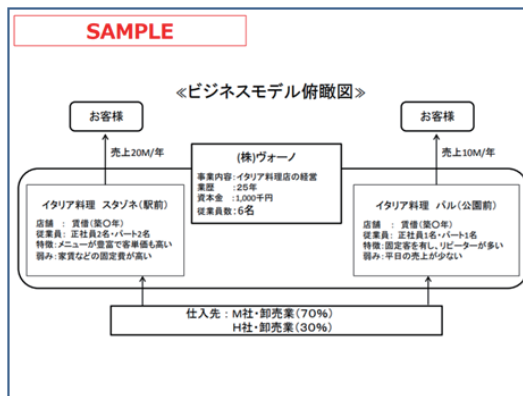 SAMPLE
≪ビジネスモデル俯瞰図≫
お客様
お客様
売上20M/年
売上10M/年
(株)ヴォーノ
事業内容:イタリア料理店の経営
業歴 :25年
資本金 :1,000千円
従業員数:6名
イタリア料理 スタゾネ(駅前)
店舗 : 賃借(築〇年)
従業員: 正社員2名・パート2名
特徴:メニューが豊富で客単価も高い
弱み: 家賃などの固定費が高い
イタリア料理 パル(公園前)
店舗 : 賃借(築〇年)
従業員: 正社員1名・パート1名
特徴:固定客を有し、リピーターが多い
弱み:平日の売上が少ない
仕入先:M社・卸売業(70%)
H社・卸売業(30%)